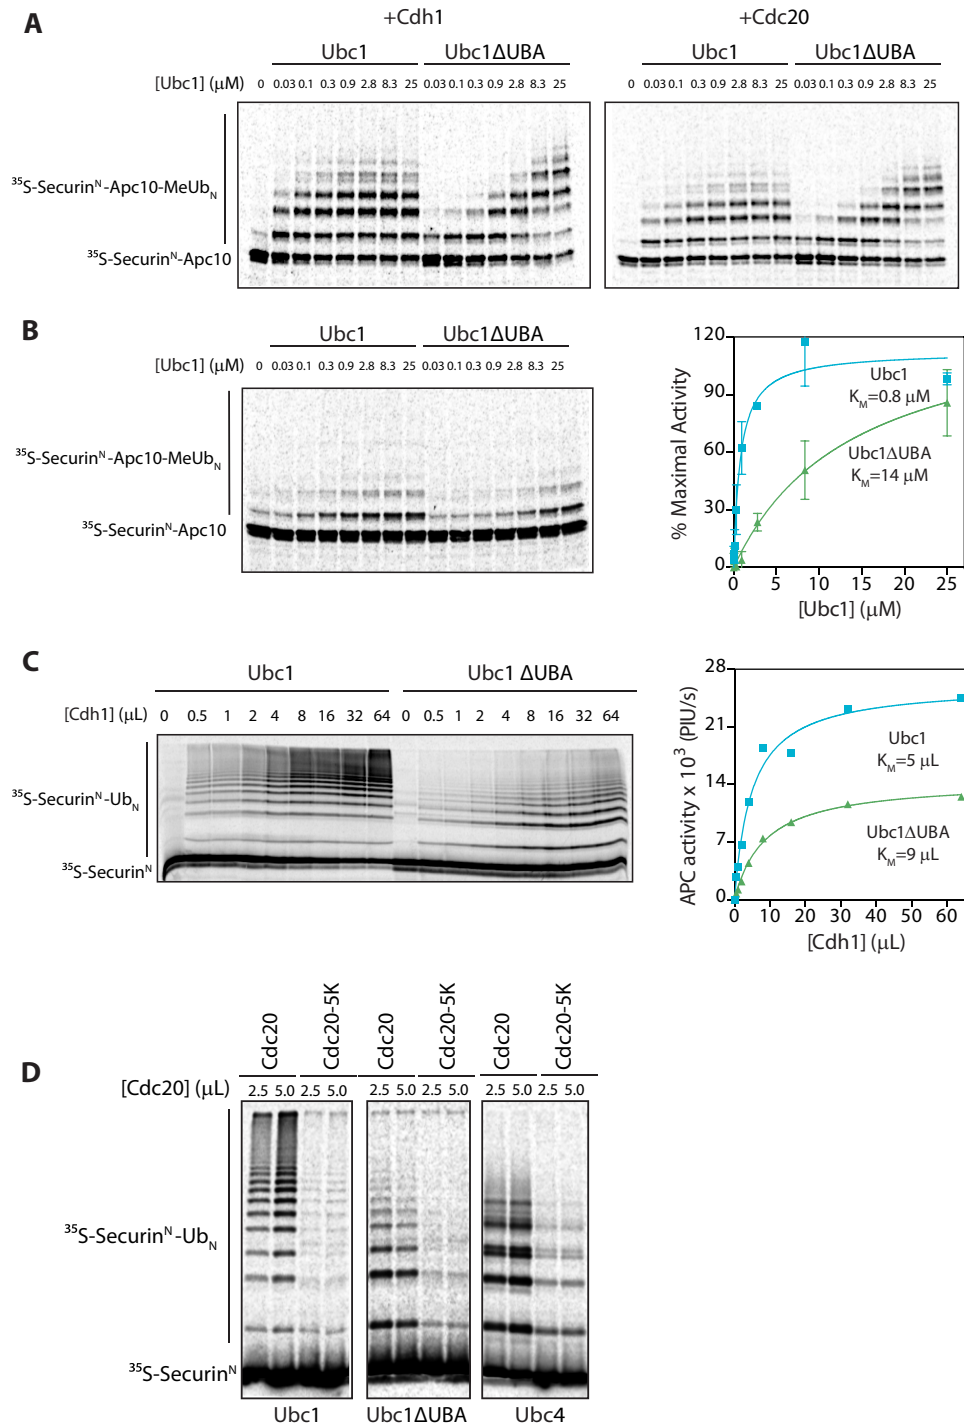 A
+Cdh1 +Cdc20
Ubc1 Ubc1ΔUBA Ubc1 Ubc1ΔUBA
[Ubc1] (μM) 0 0.03 0.1 0.3 0.9 2.8 8.3 25 0.03 0.1 0.3 0.9 2.8 8.3 25 0 0.03 0.1 0.3 0.9 2.8 8.3 25 0.03 0.1 0.3 0.9 2.8 8.3 25
³⁵S-Securinᴺ-Apc10-MeUb_N
³⁵S-Securinᴺ-Apc10
B
Ubc1 Ubc1ΔUBA
[Ubc1] (μM) 0 0.03 0.1 0.3 0.9 2.8 8.3 25 0.03 0.1 0.3 0.9 2.8 8.3 25
³⁵S-Securinᴺ-Apc10-MeUb_N
³⁵S-Securinᴺ-Apc10
% Maximal Activity
120
90
60
30
0
Ubc1
K_M=0.8 μM
Ubc1ΔUBA
K_M=14 μM
0 5 10 15 20 25
[Ubc1] (μM)
C
Ubc1 Ubc1 ΔUBA
[Cdh1] (μL) 0 0.5 1 2 4 8 16 32 64 0 0.5 1 2 4 8 16 32 64
³⁵S-Securinᴺ-Ub_N
³⁵S-Securinᴺ
APC activity x 10³ (PIU/s)
28
21
14
7
0
Ubc1
K_M=5 μL
Ubc1ΔUBA
K_M=9 μL
0 10 20 30 40 50 60
[Cdh1] (μL)
D
Cdc20 Cdc20-5K Cdc20 Cdc20-5K Cdc20 Cdc20-5K
[Cdc20] (μL) 2.5 5.0 2.5 5.0 2.5 5.0 2.5 5.0 2.5 5.0 2.5 5.0
³⁵S-Securinᴺ-Ub_N
³⁵S-Securinᴺ
Ubc1 Ubc1ΔUBA Ubc4